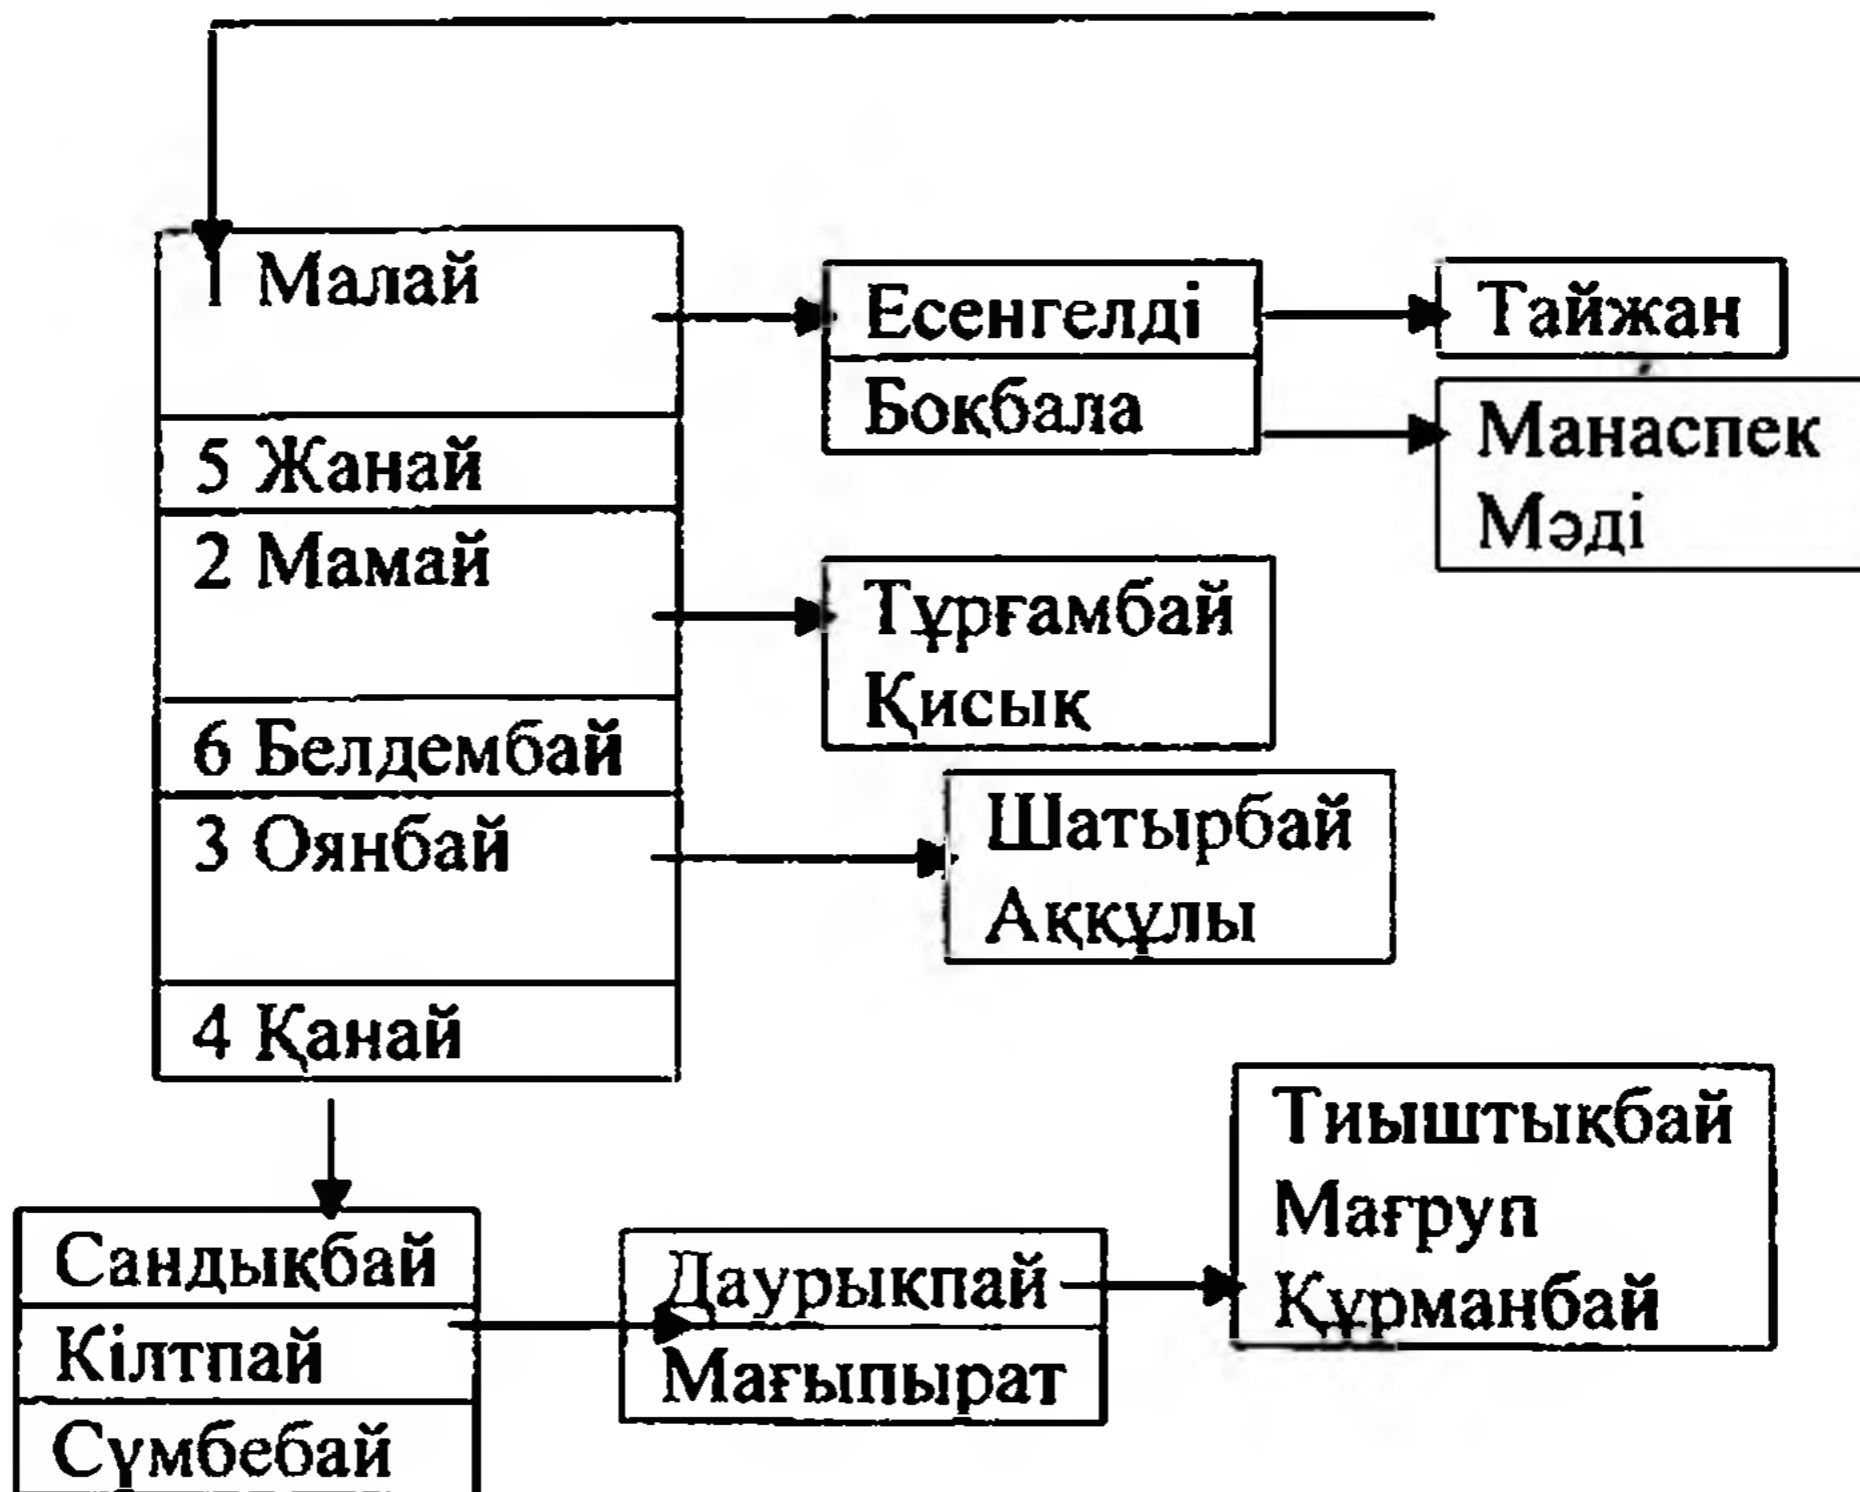 1 Малай
Есенгелді
Тайжан
Боқбала
Манаспек
Мәді
5 Жанай
2 Мамай
Тұрғамбай
Қисық
6 Белдембай
3 Оянбай
Шатырбай
Аққұлы
4 Қанай
Тиыштықбай
Мағруп
Құрманбай
Сандықбай
Кілтпай
Сүмбебай
Даурықпай
Мағыпырат